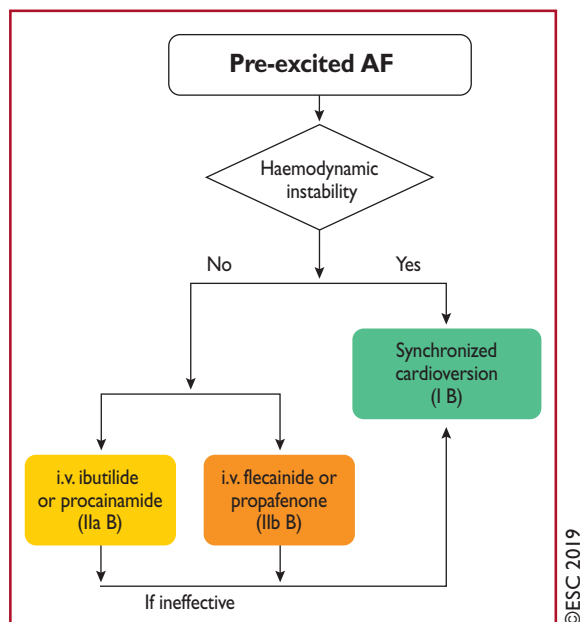 Pre-excited AF
Haemodynamic
instability
No
Yes
Synchronized
cardioversion
(I B)
i.v. ibutilide
or procainamide
(IIa B)
i.v. flecainide or
propafenone
(IIb B)
If ineffective
©ESC 2019